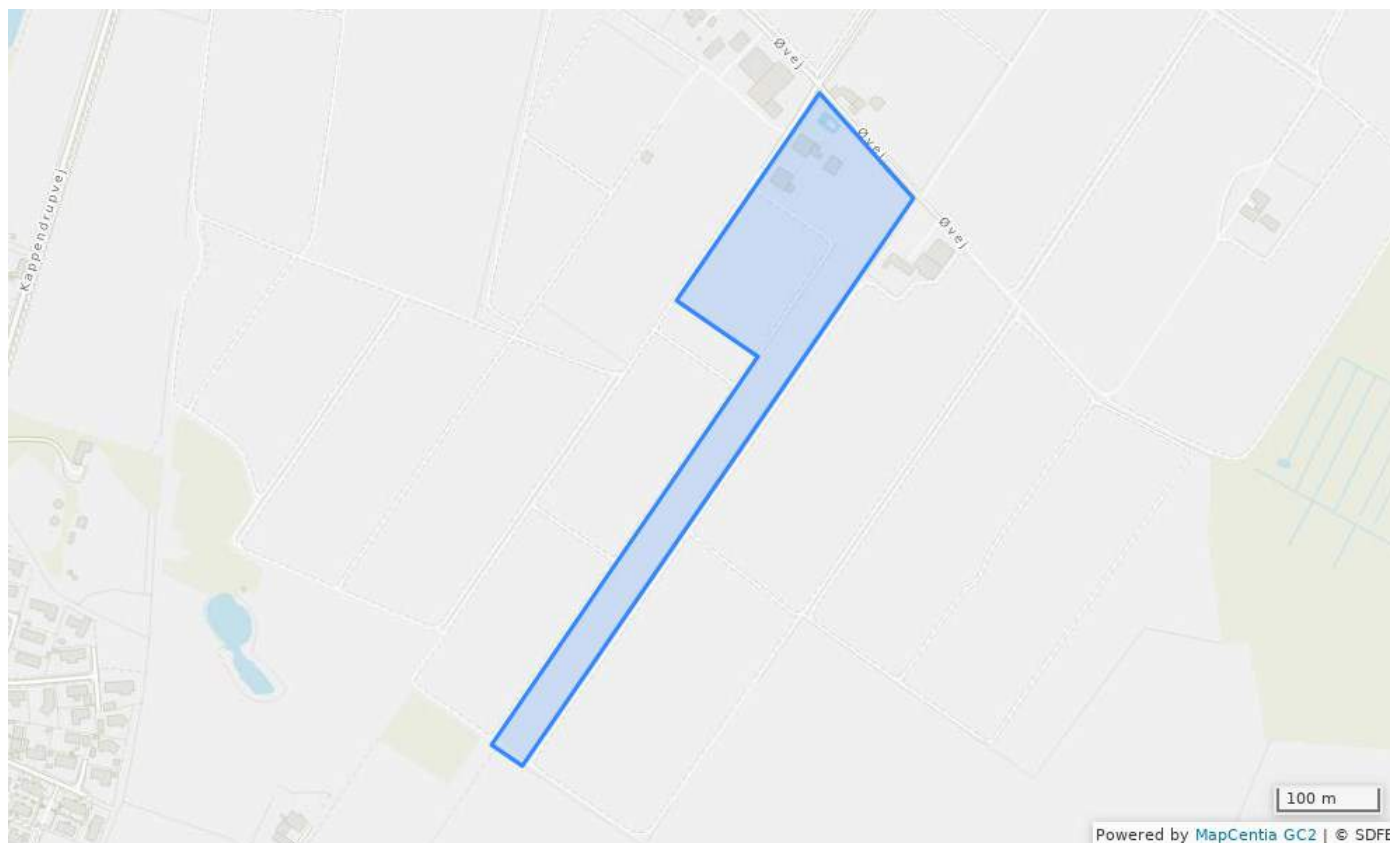 Øvej
Øvej
Øvej
Kappendrupvej
100 m
Powered by MapCentia GC2 | © SDFE